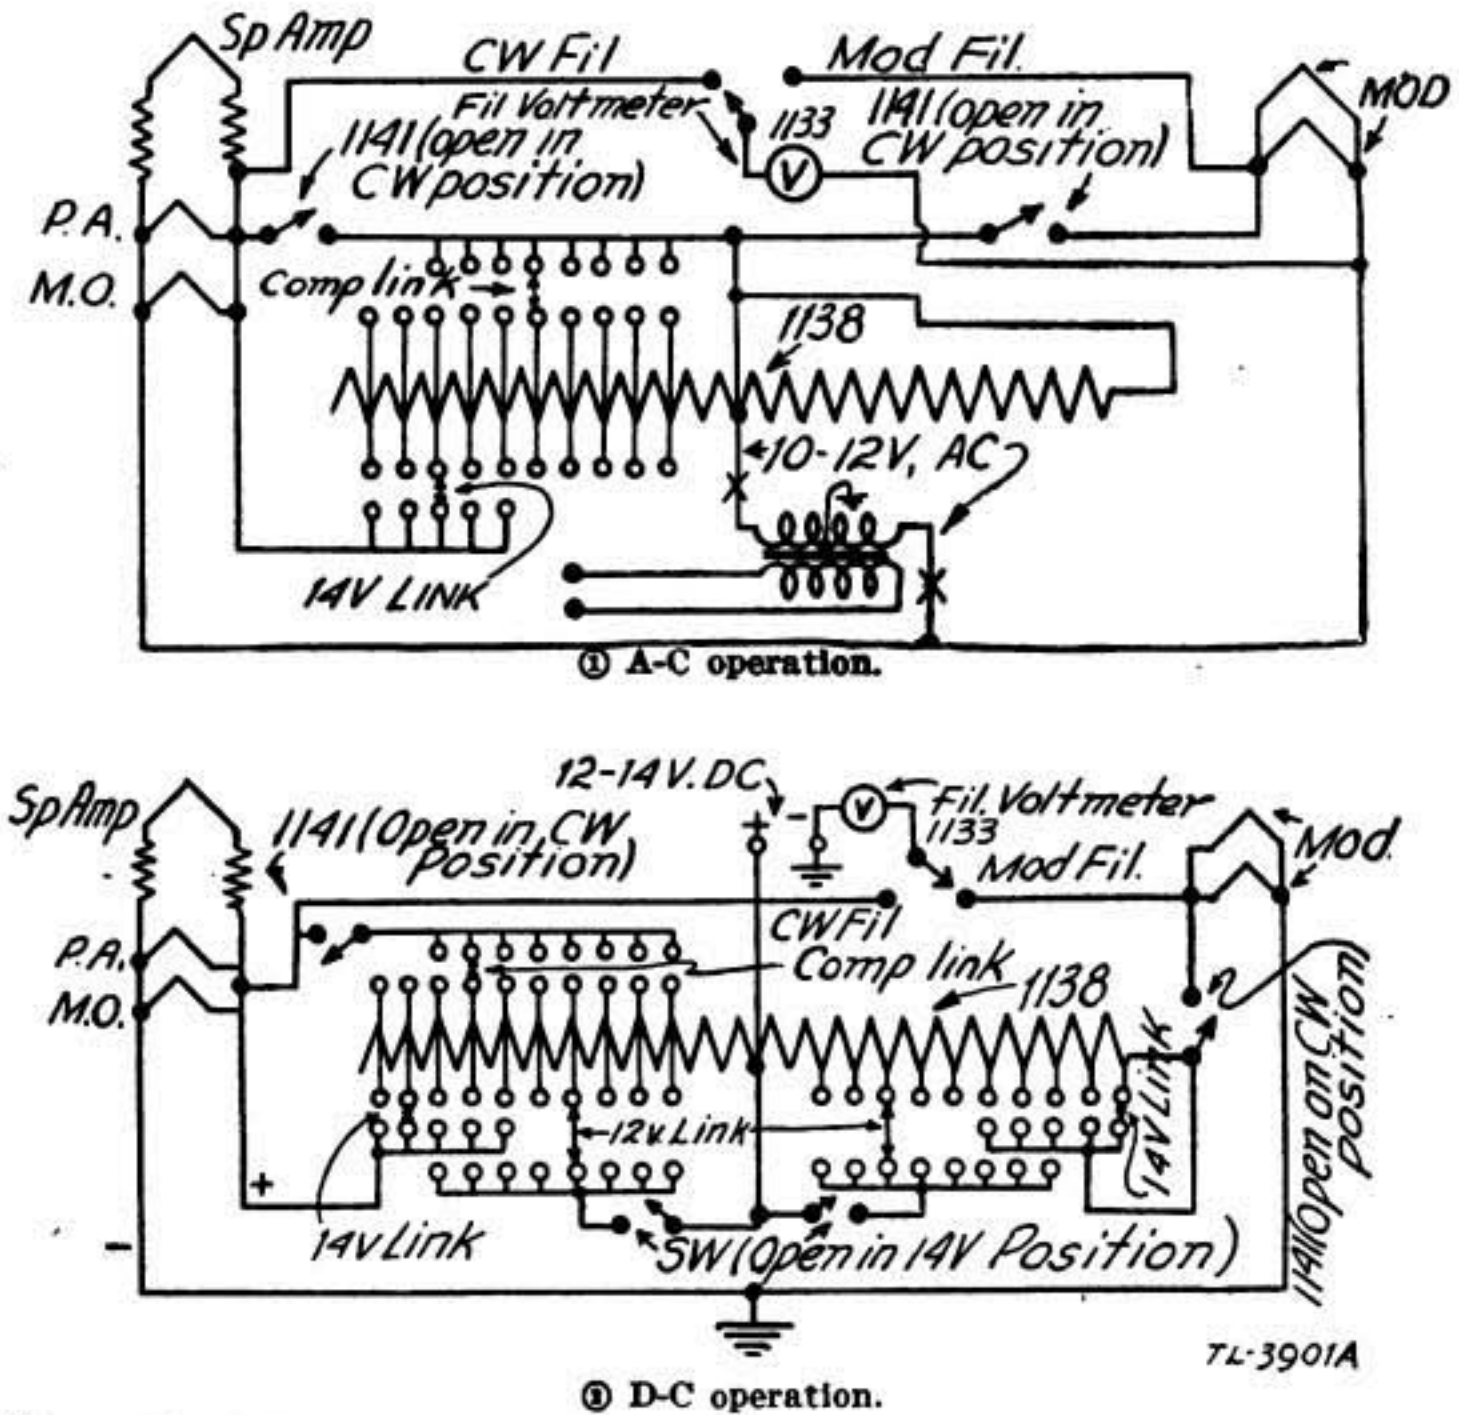 Sp Amp
CW Fil
Mod Fil.
MOD
Fil Voltmeter
1133
V
1141 (open in
CW position)
1141 (open in
CW position)
P.A.
M.O.
Comp link
1138
10-12V, AC
14V LINK
① A-C operation.
12-14V. DC
+ -
V
Fil. Voltmeter
1133
Sp Amp
1141 (Open in CW
Position)
Mod Fil.
Mod.
CW Fil
Comp link
P.A.
M.O.
1138
14V LINK
1141 (Open on CW
position)
12v. Link
+
-
14v Link
SW (Open in 14V Position)
TL-3901A
② D-C operation.